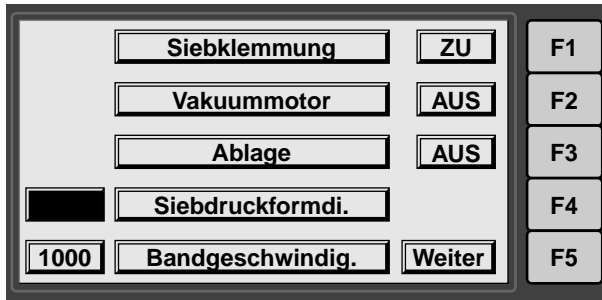 Siebklemmung ZU F1
Vakuummotor AUS F2
Ablage AUS F3
Siebdruckformdi. F4
1000 Bandgeschwindig. Weiter F5